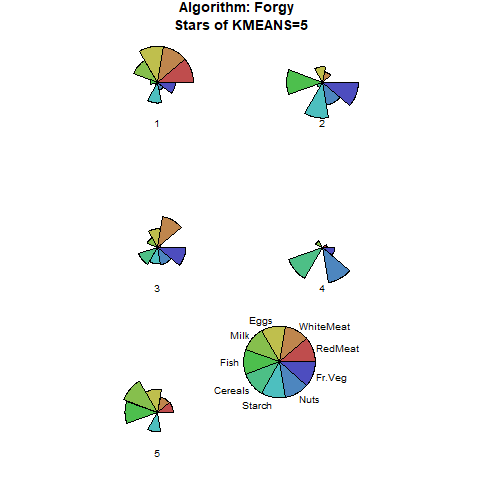 Algorithm: Forgy
Stars of KMEANS=5
1
2
3
4
Eggs
WhiteMeat
Milk
RedMeat
Fish
Fr.Veg
Cereals
Nuts
Starch
5